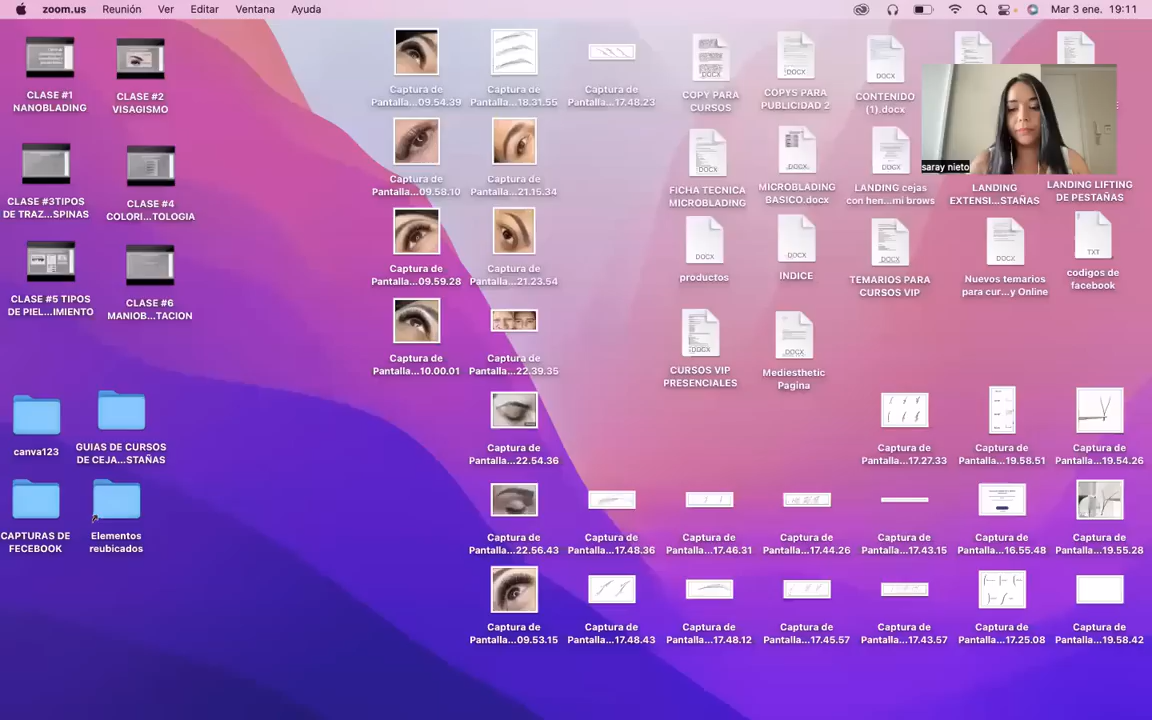 zoom.us Reunión Ver Editar Ventana Ayuda Mar 3 ene. 19:11
CLASE #1
NANOBLADING
CLASE #2
VISAGISMO
Captura de
Pantalla...09.54.39
Captura de
Pantalla...18.31.55
Captura de
Pantalla...17.48.23
DOCX
COPY PARA
CURSOS
DOCX
COPYS PARA
PUBLICIDAD 2
DOCX
CONTENIDO
(1).docx
saray nieto
CLASE #3TIPOS
DE TRAZ...SPINAS
CLASE #4
COLORI...TOLOGIA
Captura de
Pantalla...09.58.10
Captura de
Pantalla...21.15.34
DOCX
FICHA TECNICA
MICROBLADING
DOCX
MICROBLADING
BASICO.docx
DOCX
LANDING cejas
con hen...mi brows
LANDING
EXTENSI...STAÑAS
LANDING LIFTING
DE PESTAÑAS
CLASE #5 TIPOS
DE PIEL...IMIENTO
CLASE #6
MANIOB...TACION
Captura de
Pantalla...09.59.28
Captura de
Pantalla...21.23.54
DOCX
productos
DOCX
INDICE
DOCX
TEMARIOS PARA
CURSOS VIP
DOCX
Nuevos temarios
para cur...y Online
TXT
codigos de
facebook
Captura de
Pantalla...10.00.01
Captura de
Pantalla...22.39.35
DOCX
CURSOS VIP
PRESENCIALES
DOCX
Mediesthetic
Pagina
canva123
GUIAS DE CURSOS
DE CEJA...STAÑAS
Captura de
Pantalla...22.54.36
Captura de
Pantalla...17.27.33
Captura de
Pantalla...19.58.51
Captura de
Pantalla...19.54.26
CAPTURAS DE
FECEBOOK
Elementos
reubicados
Captura de
Pantalla...22.56.43
Captura de
Pantalla...17.48.36
Captura de
Pantalla...17.46.31
Captura de
Pantalla...17.44.26
Captura de
Pantalla...17.43.15
Captura de
Pantalla...16.55.48
Captura de
Pantalla...19.55.28
Captura de
Pantalla...09.53.15
Captura de
Pantalla...17.48.43
Captura de
Pantalla...17.48.12
Captura de
Pantalla...17.45.57
Captura de
Pantalla...17.43.57
Captura de
Pantalla...17.25.08
Captura de
Pantalla...19.58.42